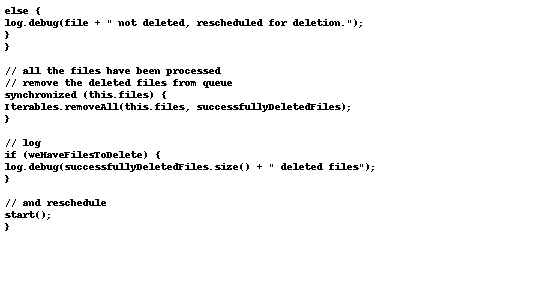 else {
log.debug(file + " not deleted, rescheduled for deletion.");
}
}
// all the files have been processed
// remove the deleted files from queue
synchronized (this.files) {
Iterables.removeAll(this.files, successfullyDeletedFiles);
}
// log
if (weHaveFilesToDelete) {
log.debug(successfullyDeletedFiles.size() + " deleted files");
}
// and reschedule
start();
}